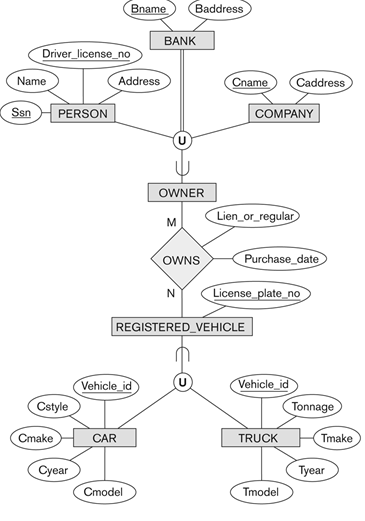 Bname
Baddress
BANK
Driver_license_no
Name
Address
Ssn
PERSON
Cname
Caddress
COMPANY
U
OWNER
M
Lien_or_regular
OWNS
Purchase_date
N
License_plate_no
REGISTERED_VEHICLE
U
Vehicle_id
Cstyle
Cmake
CAR
Cyear
Cmodel
Vehicle_id
Tonnage
TRUCK
Tmake
Tyear
Tmodel